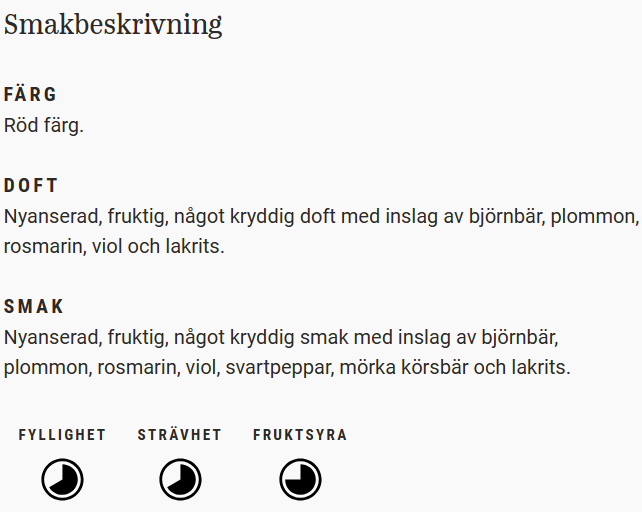 Smakbeskrivning
FÄRG
Röd färg.
DOFT
Nyanserad, fruktig, något kryddig doft med inslag av björnbär, plommon,
rosmarin, viol och lakrits.
SMAK
Nyanserad, fruktig, något kryddig smak med inslag av björnbär,
plommon, rosmarin, viol, svartpeppar, mörka körsbär och lakrits.
FYLLIGHET STRÄVHET FRUKTSYRA